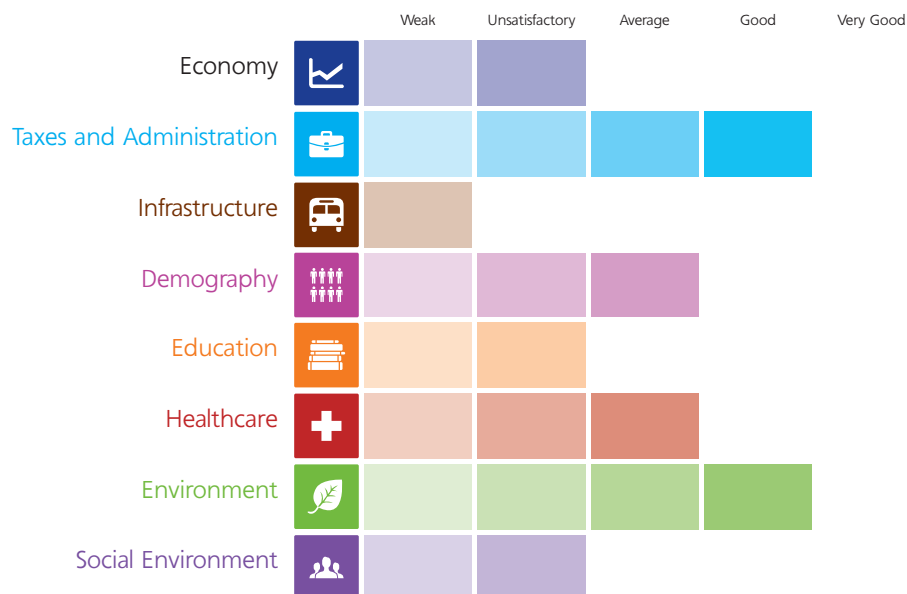 Weak Unsatisfactory Average Good Very Good
Economy
Taxes and Administration
Infrastructure
Demography
Education
Healthcare
Environment
Social Environment